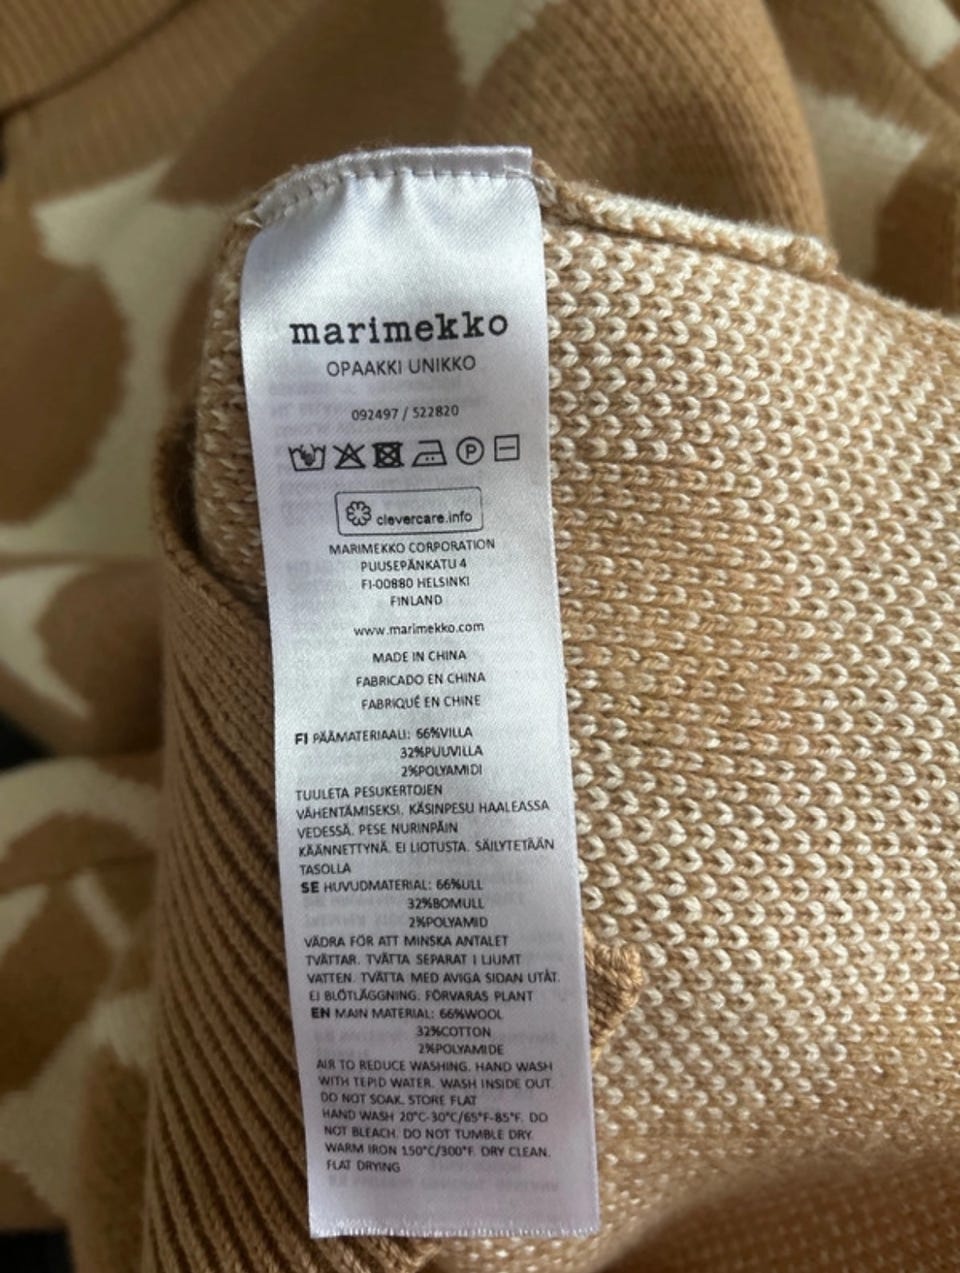 marimekko
OPAAKKI UNIKKO
092497 / 522820
P
clevercare.info
MARIMEKKO CORPORATION
PUUSEPÄNKATU 4
FI-00880 HELSINKI
FINLAND
www.marimekko.com
MADE IN CHINA
FABRICADO EN CHINA
FABRIQUÉ EN CHINE
FI PÄÄMATERIAALI: 66%VILLA
32%PUUVILLA
2%POLYAMIDI
TUULETA PESUKERTOJEN
VÄHENTÄMISEKSI. KÄSINPESU HAALEASSA
VEDESSÄ. PESE NURINPÄIN
KÄÄNNETTYNÄ. EI LIOTUSTA. SÄILYTETÄÄN
TASOLLA
SE HUVUDMATERIAL: 66%ULL
32%BOMULL
2%POLYAMID
VÄDRA FÖR ATT MINSKA ANTALET
TVÄTTAR. TVÄTTA SEPARAT I LJUMT
VATTEN. TVÄTTA MED AVIGA SIDAN UTÅT.
EJ BLÖTLÄGGNING. FÖRVARAS PLANT
EN MAIN MATERIAL: 66%WOOL
32%COTTON
2%POLYAMIDE
AIR TO REDUCE WASHING. HAND WASH
WITH TEPID WATER. WASH INSIDE OUT.
DO NOT SOAK. STORE FLAT
HAND WASH 20°C-30°C/65°F-85°F. DO
NOT BLEACH. DO NOT TUMBLE DRY.
WARM IRON 150°C/300°F. DRY CLEAN.
FLAT DRYING